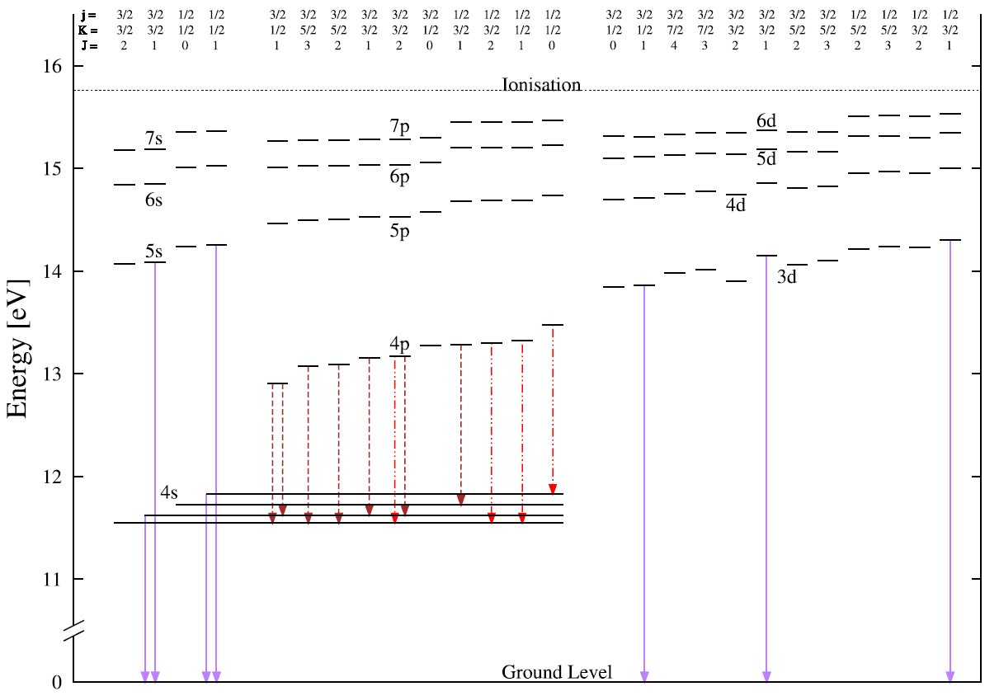 j = 3/2 3/2 1/2 1/2 3/2 3/2 3/2 3/2 3/2 3/2 1/2 1/2 1/2 1/2 3/2 3/2 3/2 3/2 3/2 3/2 3/2 3/2 1/2 1/2 1/2 1/2
K = 3/2 3/2 1/2 1/2 1/2 5/2 5/2 3/2 3/2 1/2 3/2 3/2 1/2 1/2 1/2 1/2 7/2 7/2 3/2 3/2 5/2 5/2 5/2 5/2 3/2 3/2
J = 2 1 0 1 1 3 2 1 2 0 1 2 1 0 0 1 4 3 2 1 2 3 2 3 2 1
16
Ionisation
7s
7p
6d
15
5d
6s
6p
4d
5s
5p
14
3d
4p
13
Energy [eV]
12
4s
11
Ground Level
0